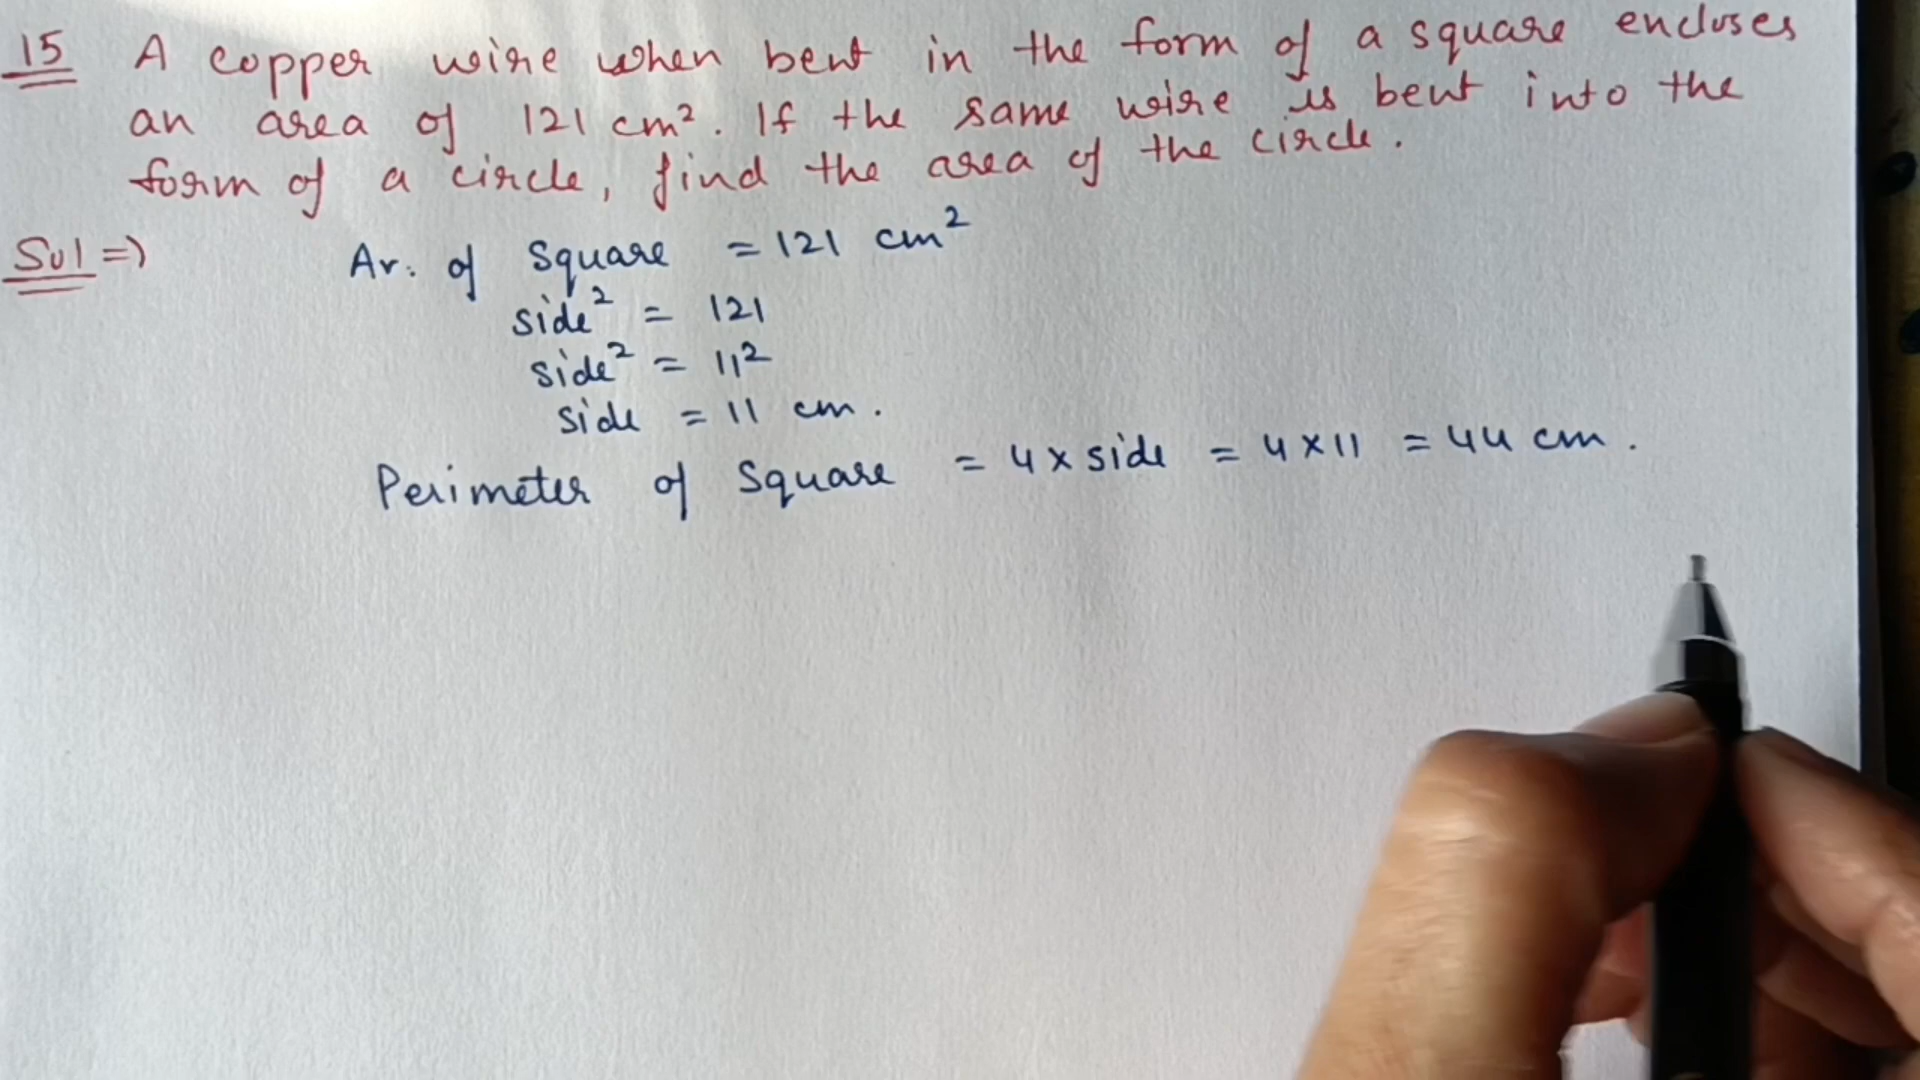 15 A copper wire when bent in the form of a square encloses
an area of 121 cm². If the same wire is bent into the
form of a circle, find the area of the circle.
Sol => Ar. of Square = 121 cm²
side² = 121
side² = 11²
side = 11 cm.
Perimeter of Square = 4 x side = 4 x 11 = 44 cm.